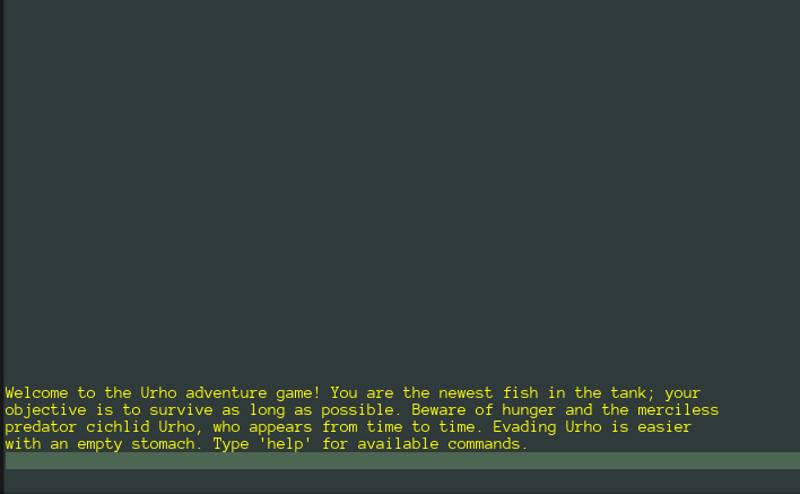 Welcome to the Urho adventure game! You are the newest fish in the tank; your
objective is to survive as long as possible. Beware of hunger and the merciless
predator cichlid Urho, who appears from time to time. Evading Urho is easier
with an empty stomach. Type 'help' for available commands.